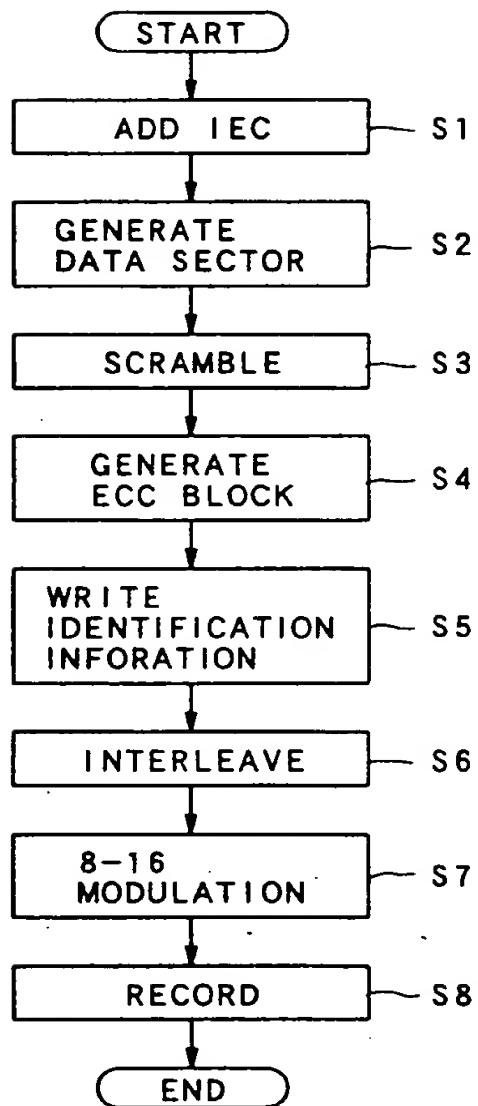 START
ADD IEC S1
GENERATE
DATA SECTOR S2
SCRAMBLE S3
GENERATE
ECC BLOCK S4
WRITE
IDENTIFICATION S5
INFORATION
INTERLEAVE S6
8-16
MODULATION S7
RECORD S8
END